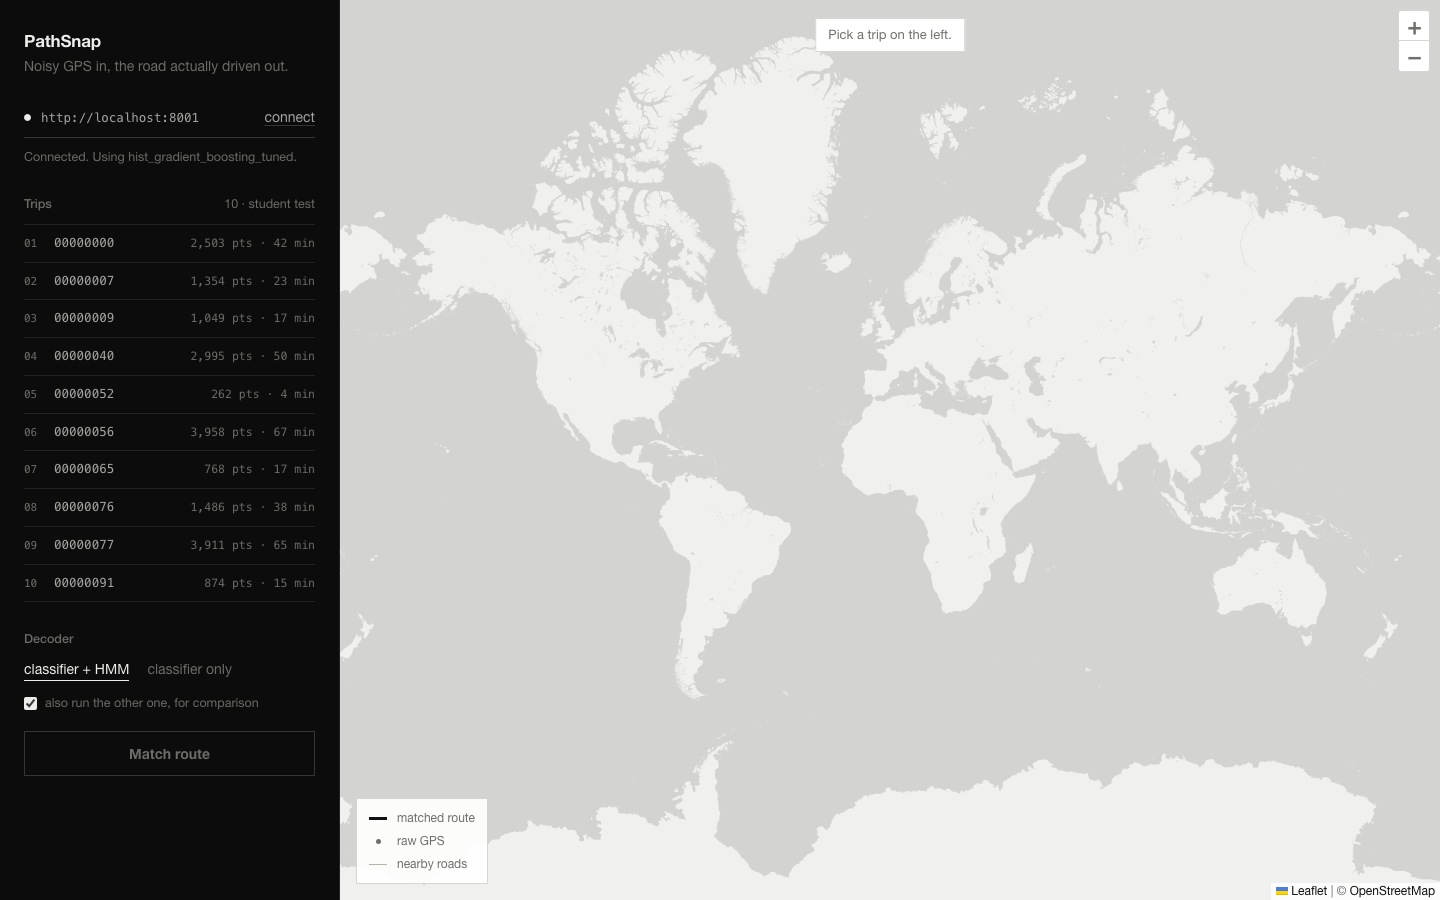 PathSnap
Noisy GPS in, the road actually driven out.
http://localhost:8001 connect
Connected. Using hist_gradient_boosting_tuned.
Trips 10 · student test
01 00000000 2,503 pts · 42 min
02 00000007 1,354 pts · 23 min
03 00000009 1,049 pts · 17 min
04 00000040 2,995 pts · 50 min
05 00000052 262 pts · 4 min
06 00000056 3,958 pts · 67 min
07 00000065 768 pts · 17 min
08 00000076 1,486 pts · 38 min
09 00000077 3,911 pts · 65 min
10 00000091 874 pts · 15 min
Decoder
classifier + HMM classifier only
also run the other one, for comparison
Match route
Pick a trip on the left.
+
−
matched route
raw GPS
nearby roads
Leaflet | © OpenStreetMap